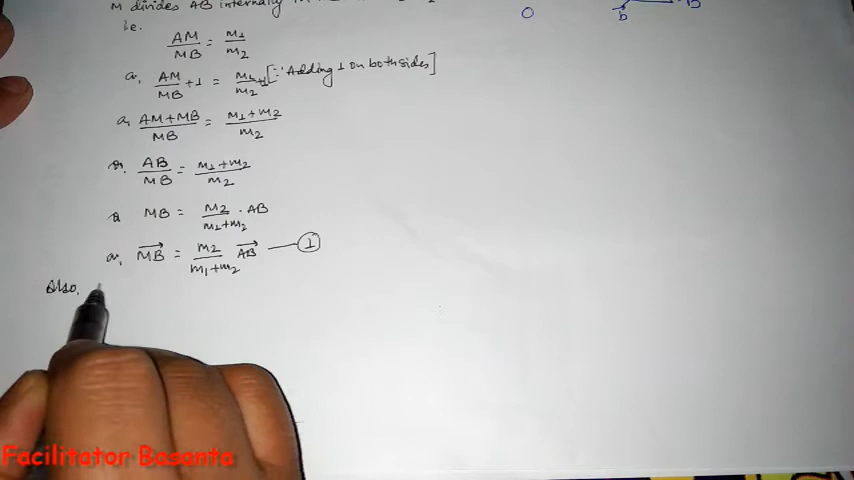 M divides AB internally
i.e.
AM/MB = m₁/m₂
or, AM/MB + 1 = m₁/m₂ + 1 [∵ Adding 1 on both sides]
or, AM+MB/MB = m₁+m₂/m₂
or, AB/MB = m₁+m₂/m₂
or MB = m₂/m₁+m₂ · AB
or, \overrightarrow{MB} = m₂/m₁+m₂ \overrightarrow{AB} — ①
Also,
O
b
B
Facilitator Basanta